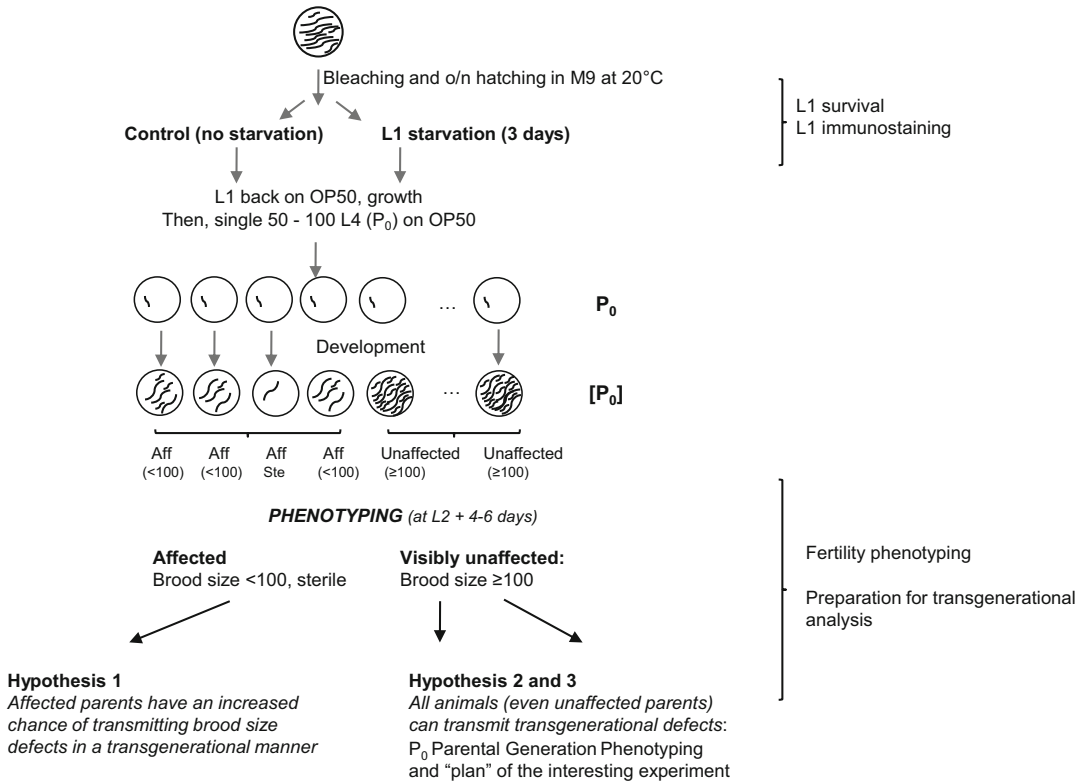 Bleaching and o/n hatching in M9 at 20°C
Control (no starvation)
L1 starvation (3 days)
L1 survival
L1 immunostaining
L1 back on OP50, growth
Then, single 50 - 100 L4 (P0) on OP50
...
P0
Development
...
[P0]
Aff
(<100)
Aff
(<100)
Aff
Ste
Aff
(<100)
Unaffected
(≥100)
Unaffected
(≥100)
PHENOTYPING (at L2 + 4-6 days)
Affected
Brood size <100, sterile
Visibly unaffected:
Brood size ≥100
Fertility phenotyping
Preparation for transgenerational
analysis
Hypothesis 1
Affected parents have an increased
chance of transmitting brood size
defects in a transgenerational manner
Hypothesis 2 and 3
All animals (even unaffected parents)
can transmit transgenerational defects:
P0 Parental Generation Phenotyping
and “plan” of the interesting experiment